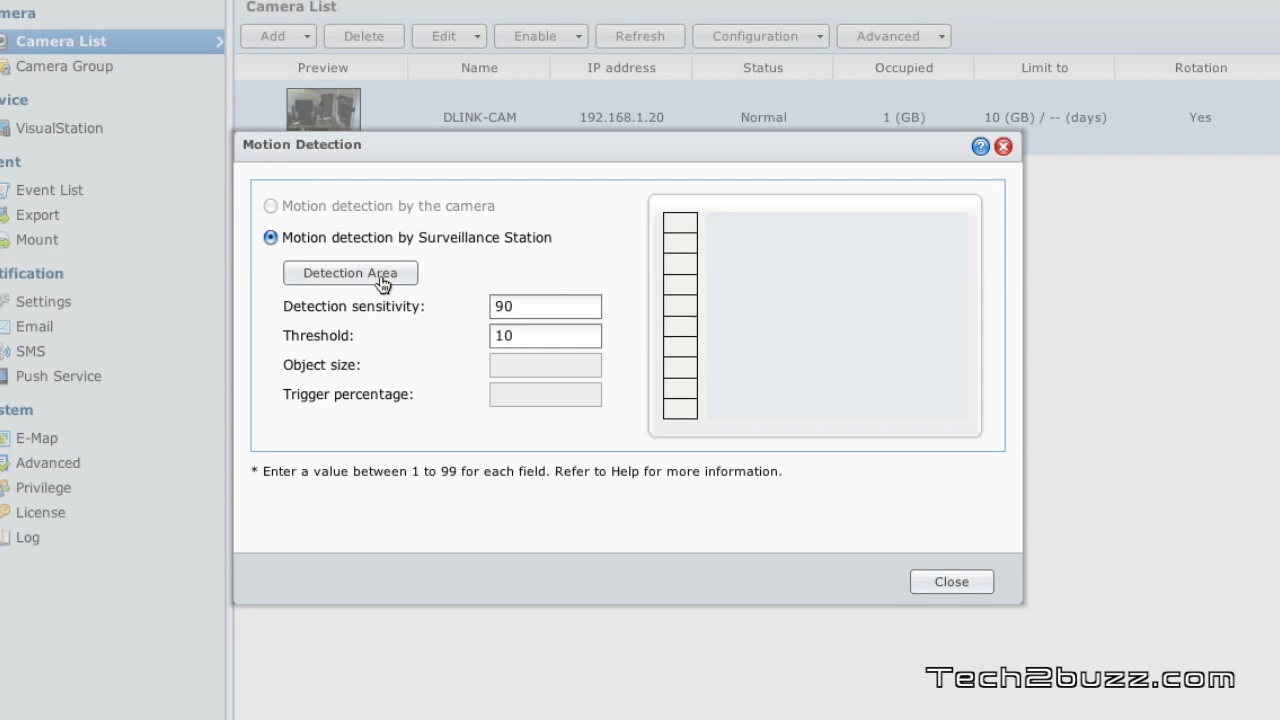 mera
Camera List
Camera Group
vice
VisualStation
ent
Event List
Export
Mount
tification
Settings
Email
SMS
Push Service
stem
E-Map
Advanced
Privilege
License
Log
Camera List
Add Delete Edit Enable Refresh Configuration Advanced
Preview Name IP address Status Occupied Limit to Rotation
DLINK-CAM 192.168.1.20 Normal 1 (GB) 10 (GB) / -- (days) Yes
Motion Detection
Motion detection by the camera
Motion detection by Surveillance Station
Detection Area
Detection sensitivity: 90
Threshold: 10
Object size:
Trigger percentage:
* Enter a value between 1 to 99 for each field. Refer to Help for more information.
Close
Tech2buzz.com